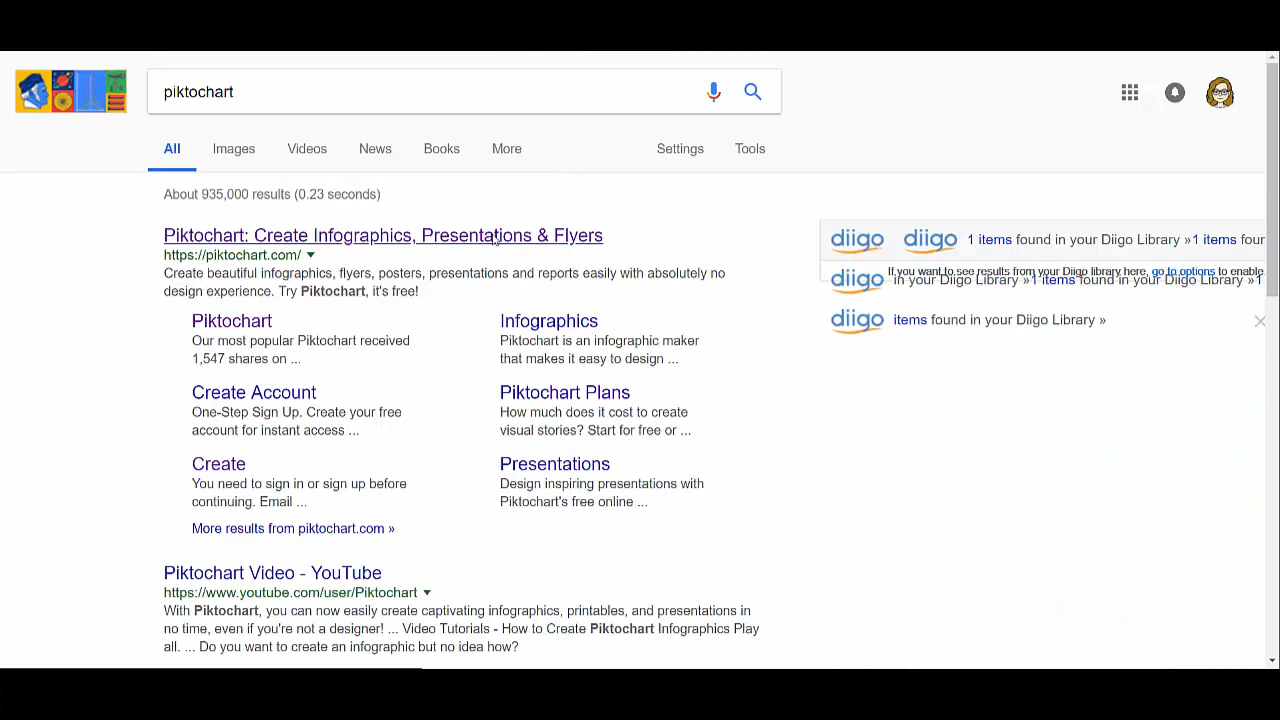 piktochart
All Images Videos News Books More Settings Tools
About 935,000 results (0.23 seconds)
Piktochart: Create Infographics, Presentations & Flyers
https://piktochart.com/
Create beautiful infographics, flyers, posters, presentations and reports easily with absolutely no
design experience. Try Piktochart, it's free!
Piktochart
Our most popular Piktochart received
1,547 shares on ...
Infographics
Piktochart is an infographic maker
that makes it easy to design ...
Create Account
One-Step Sign Up. Create your free
account for instant access ...
Piktochart Plans
How much does it cost to create
visual stories? Start for free or ...
Create
You need to sign in or sign up before
continuing. Email ...
Presentations
Design inspiring presentations with
Piktochart's free online ...
More results from piktochart.com »
Piktochart Video - YouTube
https://www.youtube.com/user/Piktochart
With Piktochart, you can now easily create captivating infographics, printables, and presentations in
no time, even if you're not a designer! ... Video Tutorials - How to Create Piktochart Infographics Play
all. ... Do you want to create an infographic but no idea how?
diigo diigo 1 items found in your Diigo Library »1 items four
If you want to see results from your Diigo library here, go to options to enable
diigo in your Diigo Library »1 items found in your Diigo Library »1
diigo items found in your Diigo Library »